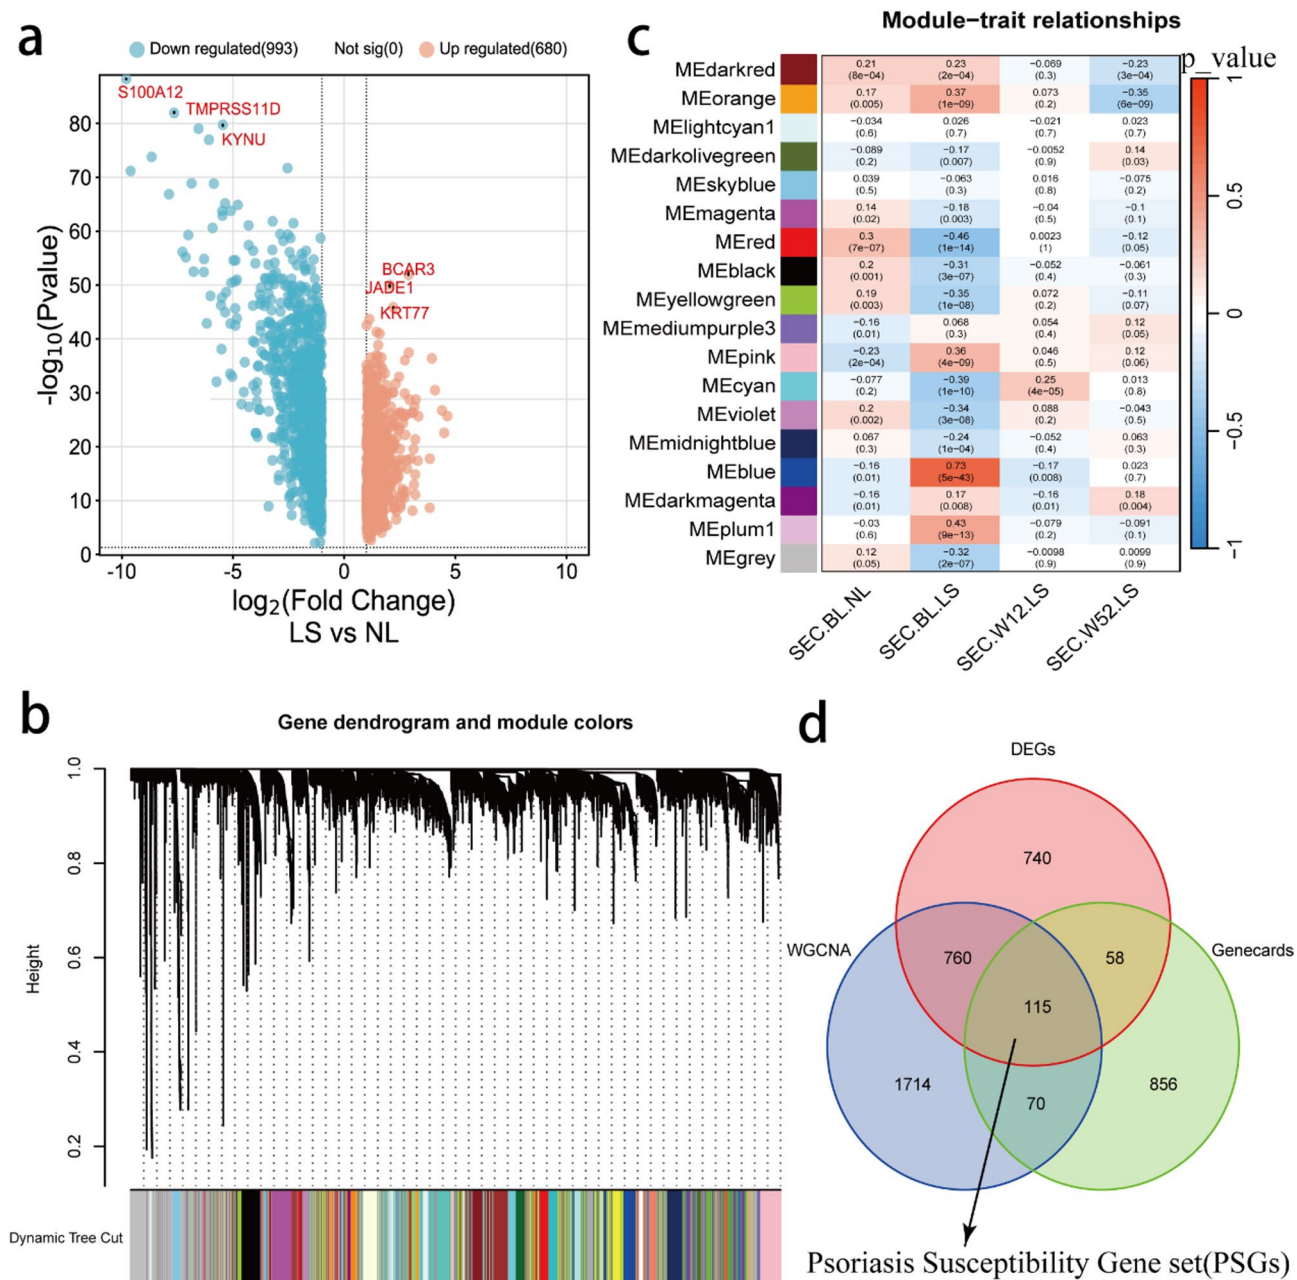 a
Down regulated(993)
Not sig(0)
Up regulated(680)
S100A12
TMPRSS11D
KYNU
BCAR3
JADE1
KRT77
-log10(Pvalue)
80
70
60
50
40
30
20
10
0
-10
-5
0
5
10
log2(Fold Change)
LS vs NL
c
Module−trait relationships
p_value
MEdarkred 0.21 0.23 −0.069 −0.23
(8e−04) (2e−04) (0.3) (3e−04)
MEorange 0.17 0.37 0.073 −0.35
(0.005) (1e−09) (0.2) (6e−09)
MElightcyan1 −0.034 0.026 −0.021 0.023
(0.6) (0.7) (0.7) (0.7)
MEdarkolivegreen −0.089 −0.17 −0.0052 0.14
(0.2) (0.007) (0.9) (0.03)
MEskyblue 0.039 −0.063 0.016 −0.075
(0.5) (0.3) (0.8) (0.2)
MEmagenta 0.14 −0.18 −0.04 −0.1
(0.02) (0.003) (0.5) (0.1)
MEred 0.3 −0.46 0.0023 −0.12
(7e−07) (1e−14) (1) (0.05)
MEblack 0.2 −0.31 −0.052 −0.061
(0.001) (3e−07) (0.4) (0.3)
MEyellowgreen 0.19 −0.35 0.072 −0.11
(0.003) (1e−08) (0.2) (0.07)
MEmediumpurple3 −0.16 0.068 0.054 0.12
(0.01) (0.3) (0.4) (0.05)
MEpink −0.23 0.36 0.046 0.12
(2e−04) (4e−09) (0.5) (0.06)
MEcyan −0.077 −0.39 0.25 0.013
(0.2) (1e−10) (4e−05) (0.8)
MEviolet 0.2 −0.34 0.088 −0.043
(0.002) (3e−08) (0.2) (0.5)
MEmidnightblue 0.067 −0.24 −0.052 0.063
(0.3) (1e−04) (0.4) (0.3)
MEblue −0.16 0.73 −0.17 0.023
(0.01) (5e−43) (0.008) (0.7)
MEdarkmagenta −0.16 0.17 −0.16 0.18
(0.01) (0.008) (0.01) (0.004)
MEplum1 −0.03 0.43 −0.079 −0.091
(0.6) (9e−13) (0.2) (0.1)
MEgrey 0.12 −0.32 −0.0098 0.0099
(0.05) (2e−07) (0.9) (0.9)
SEC.BL.NL
SEC.BL.LS
SEC.W12.LS
SEC.W52.LS
1
0.5
0
−0.5
−1
b
Gene dendrogram and module colors
Height
1.0
0.8
0.6
0.4
0.2
Dynamic Tree Cut
d
DEGs
740
WGCNA
760
58
Genecards
115
1714
70
856
Psoriasis Susceptibility Gene set(PSGs)